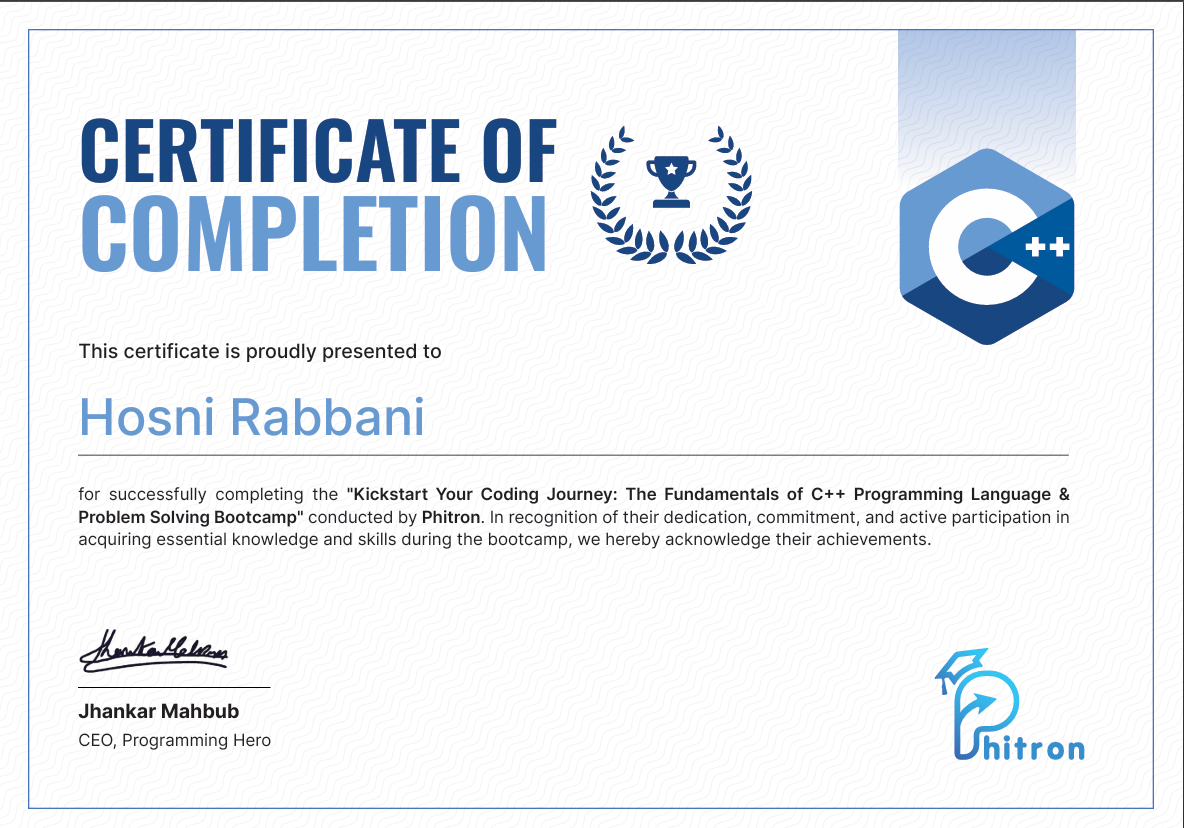 CERTIFICATE OF
COMPLETION
++
This certificate is proudly presented to
Hosni Rabbani
for successfully completing the "Kickstart Your Coding Journey: The Fundamentals of C++ Programming Language &
Problem Solving Bootcamp" conducted by Phitron. In recognition of their dedication, commitment, and active participation in
acquiring essential knowledge and skills during the bootcamp, we hereby acknowledge their achievements.
Jhankar Mahbub
Jhankar Mahbub
CEO, Programming Hero
Phitron